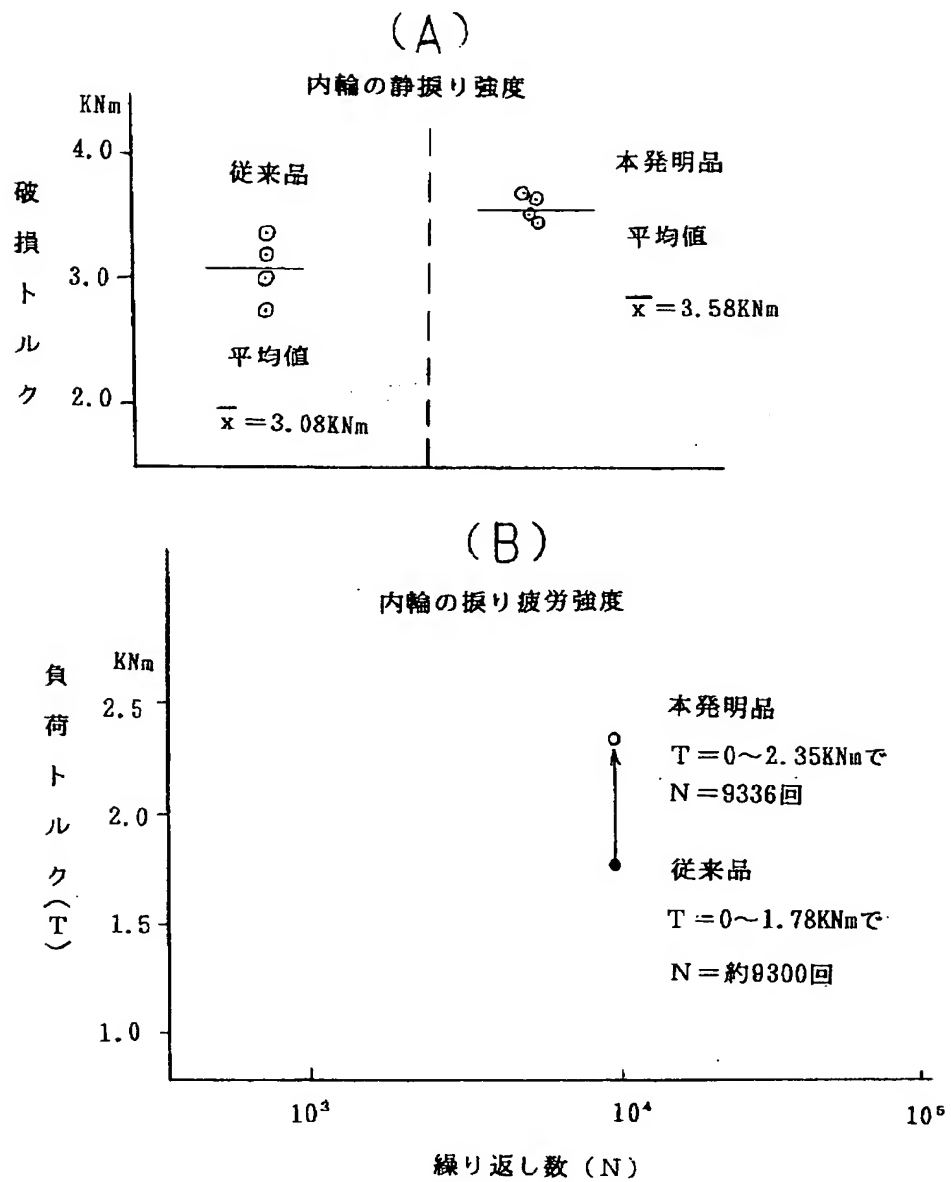 (A)
内輪の静捩り強度
KNm
4.0
3.0
2.0
破損トルク
従来品
平均値
x̄=3.08KNm
本発明品
平均値
x̄=3.58KNm
(B)
内輪の捩り疲労強度
KNm
2.5
2.0
1.5
1.0
負荷トルク(T)
本発明品
T=0~2.35KNmで
N=9336回
従来品
T=0~1.78KNmで
N=約9300回
10³
10⁴
10⁵
繰り返し数(N)